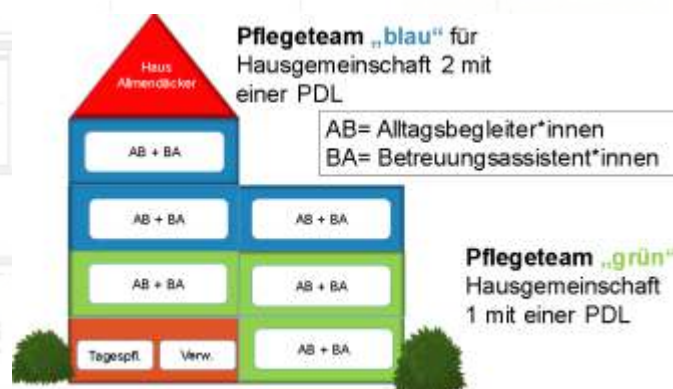 Haus
Allmendäcker
Pflegeteam „blau“ für
Hausgemeinschaft 2 mit
einer PDL
AB= Alltagsbegleiter*innen
BA= Betreuungsassistent*innen
AB + BA
AB + BA
AB + BA
AB + BA
AB + BA
Pflegeteam „grün“
Hausgemeinschaft
1 mit einer PDL
Tagespfl.
Verw.
AB + BA